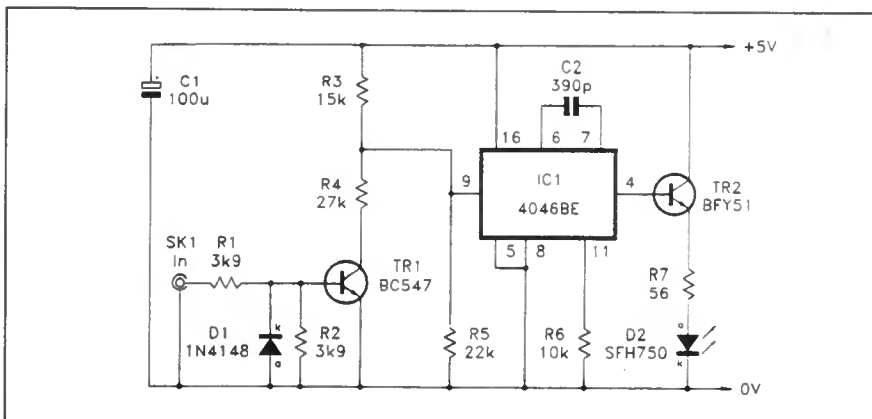 +5V
C1
100u
R3
15k
C2
390p
16
6
7
R4
27k
9
IC1
4046BE
4
TR2
BFY51
SK1
In
R1
3k9
TR1
BC547
5
8
11
R7
56
D1
1N4148
k
a
R2
3k9
R5
22k
R6
10k
D2
SFH750
a
k
0V